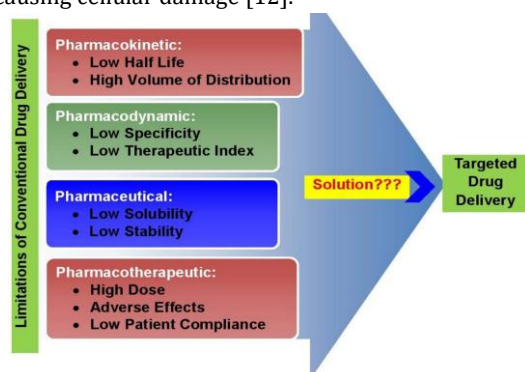 causing cellular damage [12].
Limitations of Conventional Drug Delivery
Pharmacokinetic:
• Low Half Life
• High Volume of Distribution
Pharmacodynamic:
• Low Specificity
• Low Therapeutic Index
Pharmaceutical:
• Low Solubility
• Low Stability
Pharmacotherapeutic:
• High Dose
• Adverse Effects
• Low Patient Compliance
Solution???
Targeted
Drug
Delivery